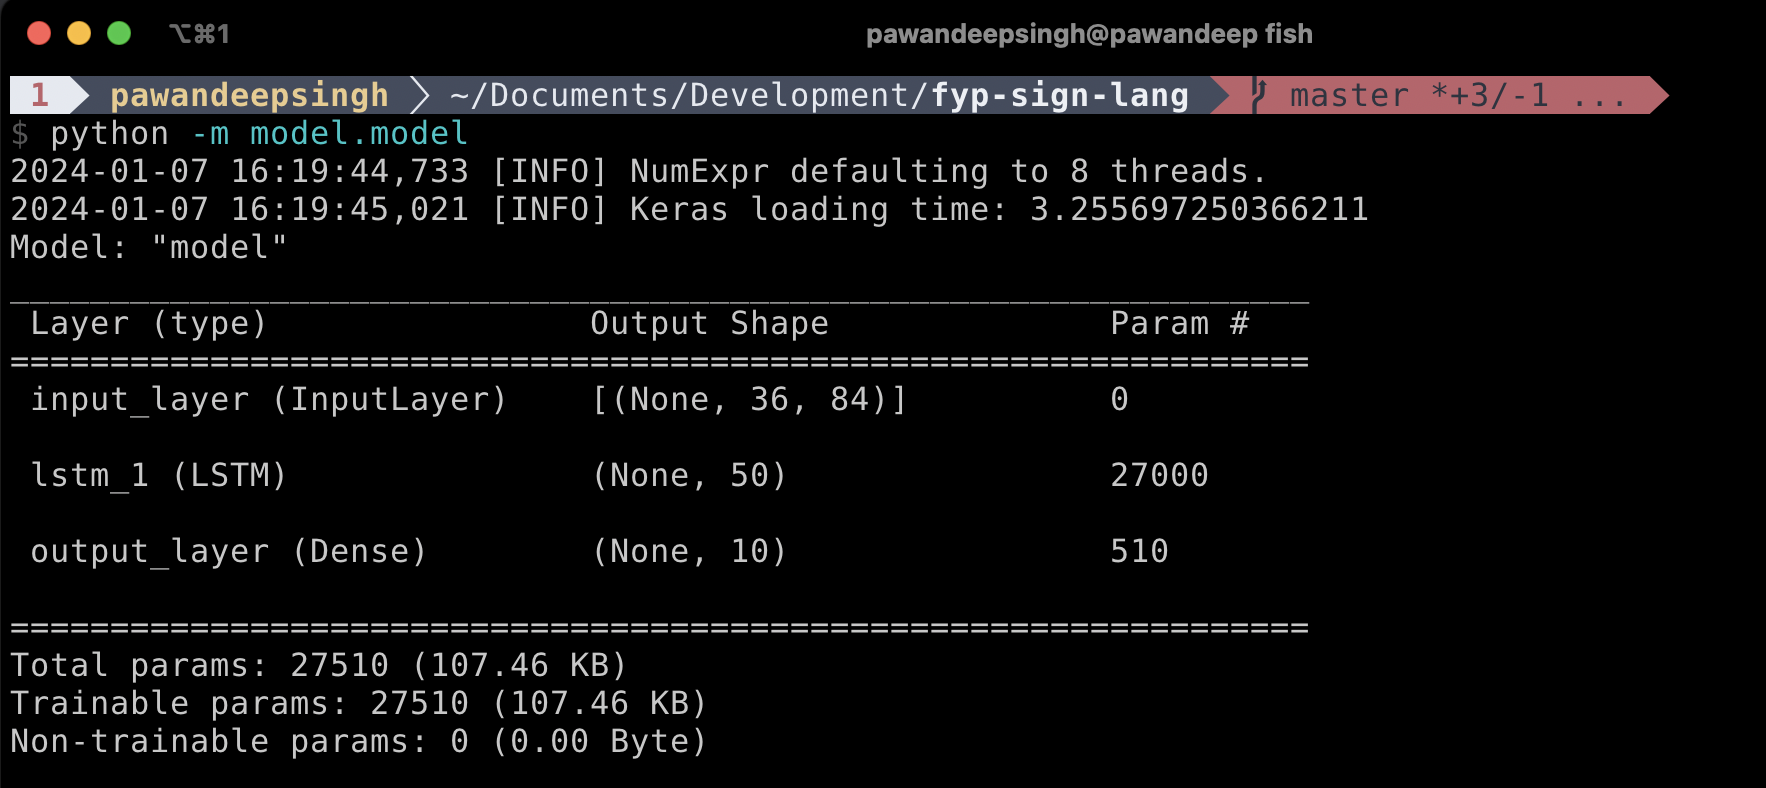 ⌥⌘1 pawandeepsingh@pawandeep fish
1 pawandeepsingh ~/Documents/Development/fyp-sign-lang master *+3/-1 ...
$ python -m model.model
2024-01-07 16:19:44,733 [INFO] NumExpr defaulting to 8 threads.
2024-01-07 16:19:45,021 [INFO] Keras loading time: 3.255697250366211
Model: "model"
_________________________________________________________________
Layer (type) Output Shape Param #
=================================================================
input_layer (InputLayer) [(None, 36, 84)] 0
lstm_1 (LSTM) (None, 50) 27000
output_layer (Dense) (None, 10) 510
=================================================================
Total params: 27510 (107.46 KB)
Trainable params: 27510 (107.46 KB)
Non-trainable params: 0 (0.00 Byte)